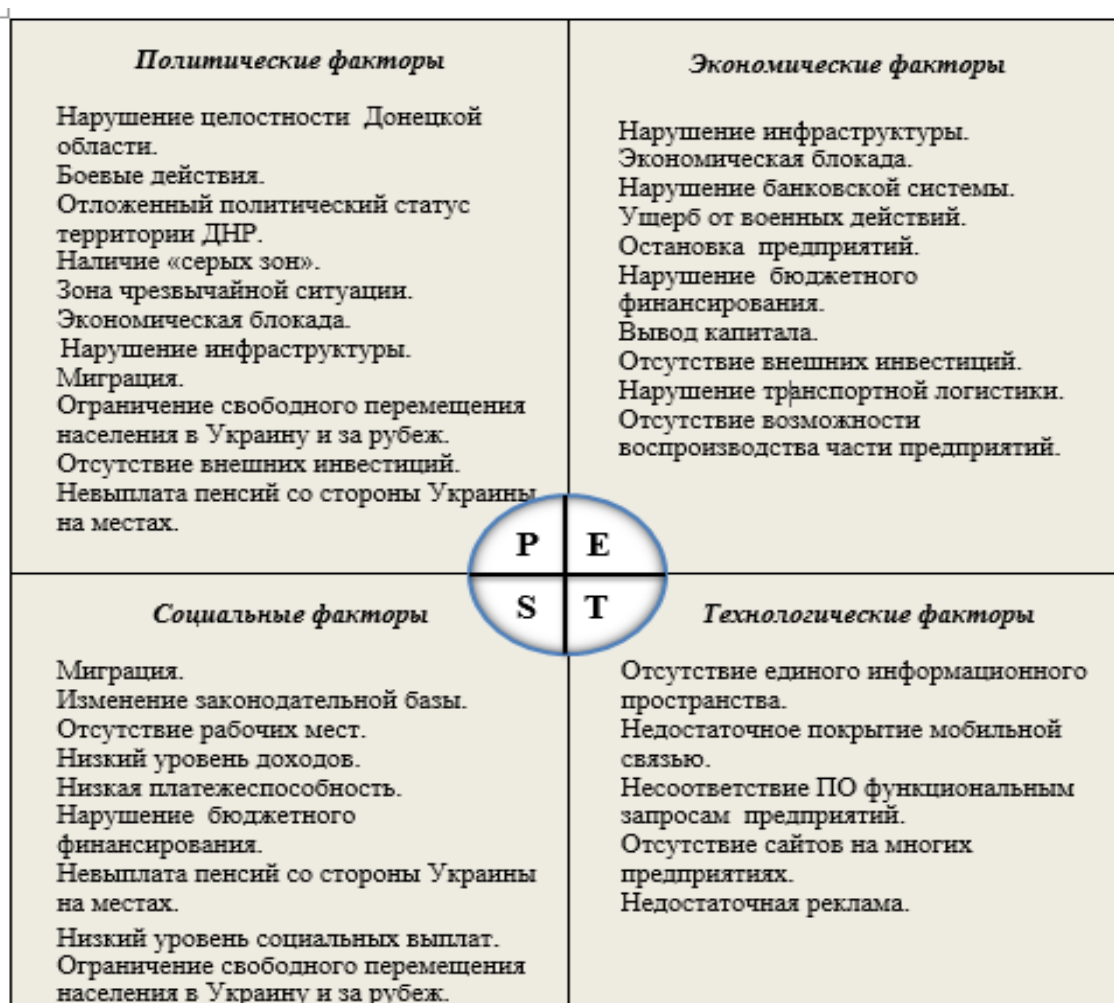 Политические факторы
Нарушение целостности Донецкой
области.
Боевые действия.
Отложенный политический статус
территории ДНР.
Наличие «серых зон».
Зона чрезвычайной ситуации.
Экономическая блокада.
Нарушение инфраструктуры.
Миграция.
Ограничение свободного перемещения
населения в Украину и за рубеж.
Отсутствие внешних инвестиций.
Невыплата пенсий со стороны Украины
на местах.
Экономические факторы
Нарушение инфраструктуры.
Экономическая блокада.
Нарушение банковской системы.
Ущерб от военных действий.
Остановка предприятий.
Нарушение бюджетного
финансирования.
Вывод капитала.
Отсутствие внешних инвестиций.
Нарушение транспортной логистики.
Отсутствие возможности
воспроизводства части предприятий.
P E
S T
Социальные факторы
Миграция.
Изменение законодательной базы.
Отсутствие рабочих мест.
Низкий уровень доходов.
Низкая платежеспособность.
Нарушение бюджетного
финансирования.
Невыплата пенсий со стороны Украины
на местах.
Низкий уровень социальных выплат.
Ограничение свободного перемещения
населения в Украину и за рубеж.
Технологические факторы
Отсутствие единого информационного
пространства.
Недостаточное покрытие мобильной
связью.
Несоответствие ПО функциональным
запросам предприятий.
Отсутствие сайтов на многих
предприятиях.
Недостаточная реклама.